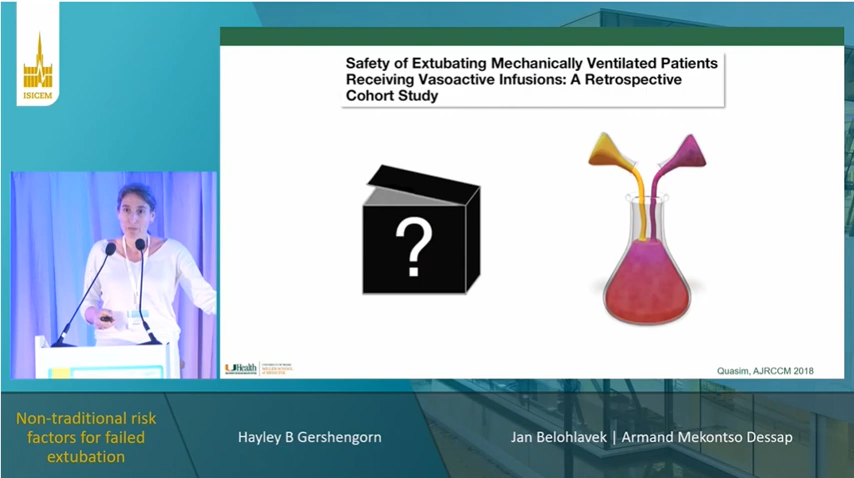 ISICEM
Safety of Extubating Mechanically Ventilated Patients
Receiving Vasoactive Infusions: A Retrospective
Cohort Study
?
UHealth
Quasim, AJRCCM 2018
Non-traditional risk
factors for failed
extubation
Hayley B Gershengorn
Jan Belohlavek | Armand Mekontso Dessap